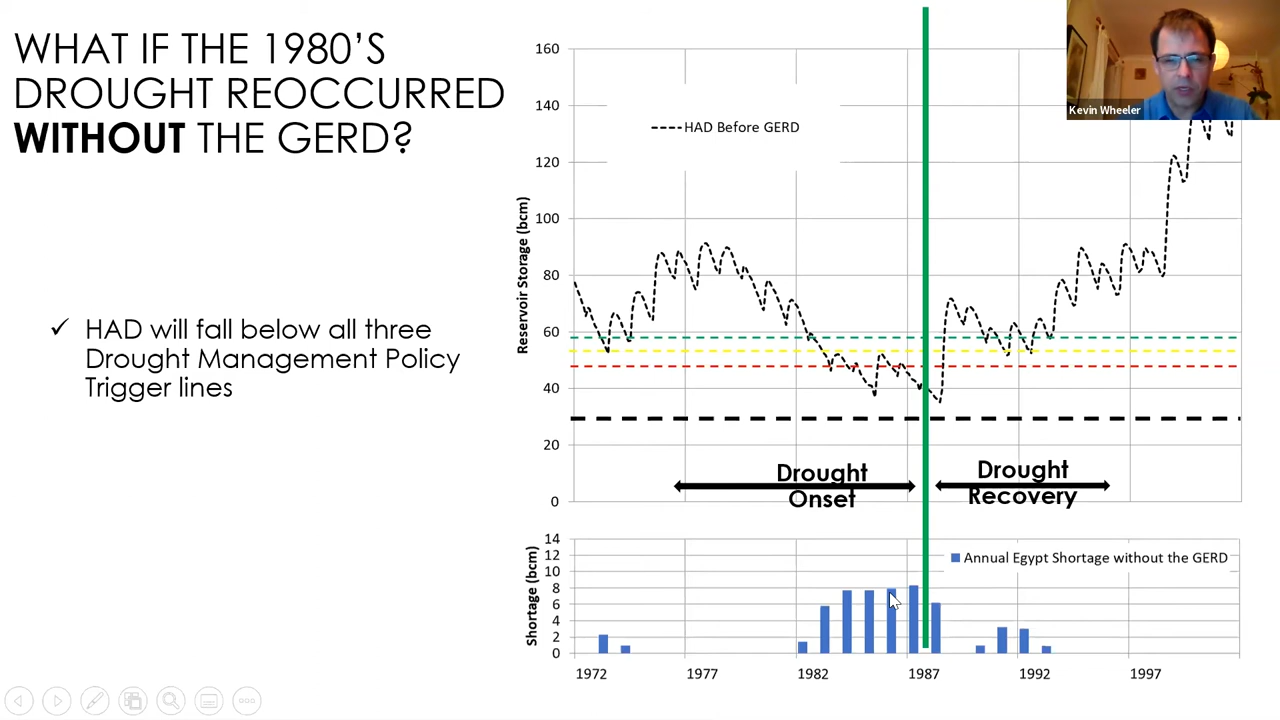 WHAT IF THE 1980'S
DROUGHT REOCCURRED
WITHOUT THE GERD?
✓ HAD will fall below all three
Drought Management Policy
Trigger lines
Kevin Wheeler
Reservoir Storage (bcm)
160
140
120
100
80
60
40
20
0
HAD Before GERD
Drought
Onset
Drought
Recovery
Shortage (bcm)
14
12
10
8
6
4
2
0
Annual Egypt Shortage without the GERD
1972 1977 1982 1987 1992 1997